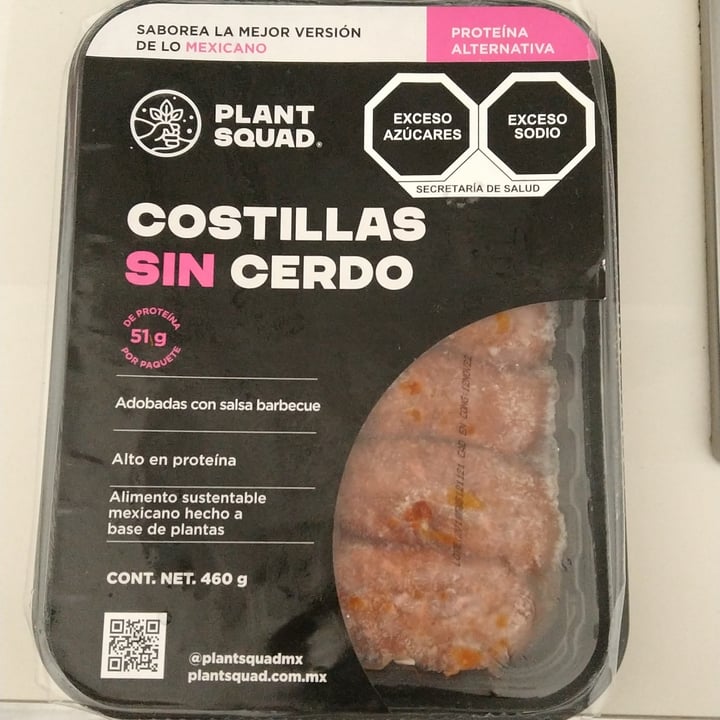 SABOREA LA MEJOR VERSIÓN
DE LO MEXICANO
PROTEÍNA
ALTERNATIVA
PLANT
SQUAD®
EXCESO
AZÚCARES
EXCESO
SODIO
SECRETARÍA DE SALUD
COSTILLAS
SIN CERDO
DE PROTEÍNA
51 g
POR PAQUETE
Adobadas con salsa barbecue
Alto en proteína
Alimento sustentable
mexicano hecho a
base de plantas
CONT. NET. 460 g
@plantsquadmx
plantsquad.com.mx